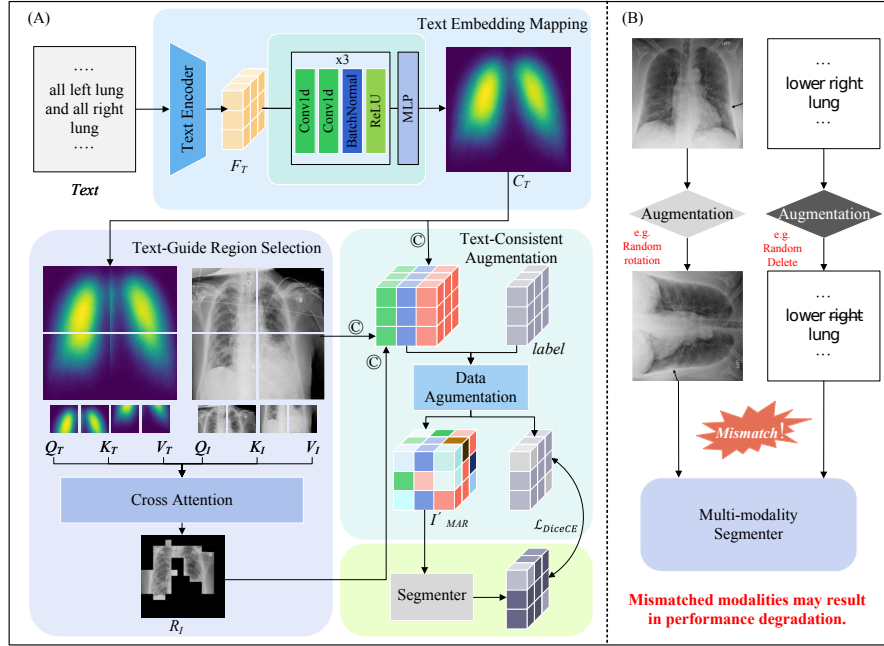 (A)
Text Embedding Mapping
....
all left lung
and all right
lung
....
Text
Text Encoder
F_T
x3
Conv1d
Conv1d
BatchNormal
ReLU
MLP
C_T
Text-Guide Region Selection
Q_T
K_T
V_T
Q_I
K_I
V_I
Cross Attention
R_I
Text-Consistent
Augmentation
©
©
©
label
Data
Agumentation
I´_MAR
ℒ_DiceCE
Segmenter
(B)
...
lower right
lung
...
Augmentation
e.g.
Random
rotation
Augmentation
e.g.
Random
Delete
...
lower right
lung
...
Mismatch!
Multi-modality
Segmenter
Mismatched modalities may result
in performance degradation.